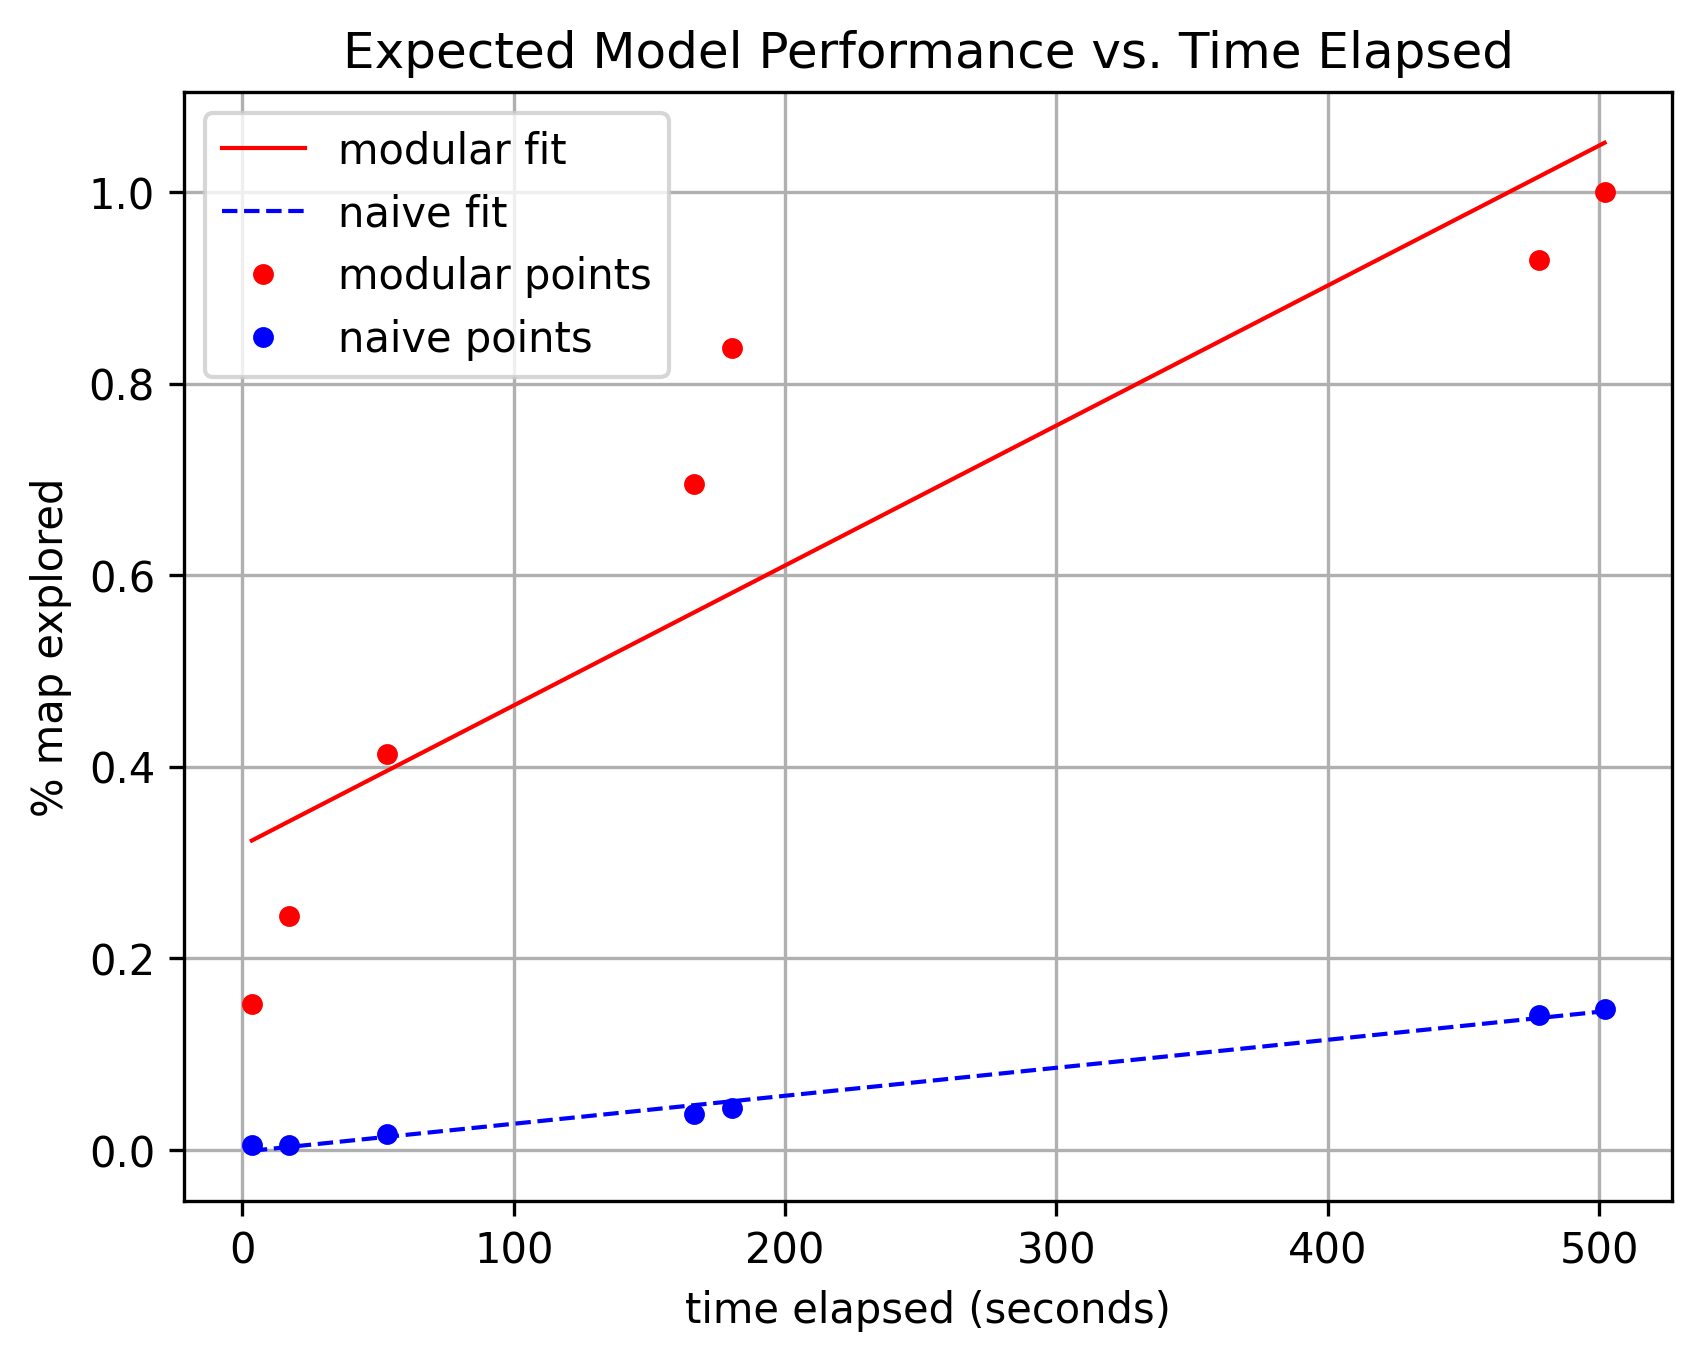 Expected Model Performance vs. Time Elapsed
modular fit
naive fit
modular points
naive points
1.0
0.8
0.6
0.4
0.2
0.0
% map explored
0 100 200 300 400 500
time elapsed (seconds)